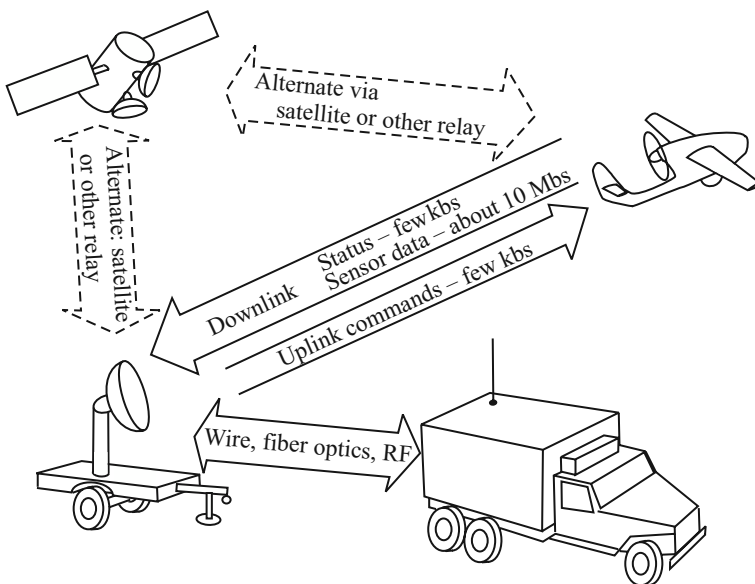 Alternate via
satellite or other relay
Alternate: satellite
or other relay
Status – few kbs
Downlink Sensor data – about 10 Mbs
Uplink commands – few kbs
Wire, fiber optics, RF